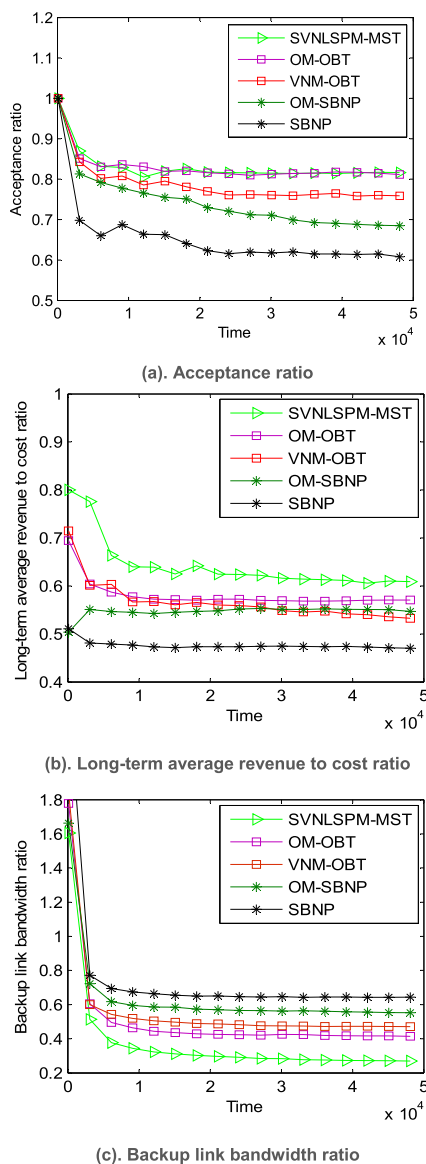 1.2
1.1
1
0.9
0.8
0.7
0.6
0.5
Acceptance ratio
SVNLSPM-MST
OM-OBT
VNM-OBT
OM-SBNP
SBNP
0 1 2 3 4 5
Time
x 10^4
(a). Acceptance ratio
1
0.9
0.8
0.7
0.6
0.5
0.4
Long-term average revenue to cost ratio
SVNLSPM-MST
OM-OBT
VNM-OBT
OM-SBNP
SBNP
0 1 2 3 4 5
Time
x 10^4
(b). Long-term average revenue to cost ratio
1.8
1.6
1.4
1.2
1
0.8
0.6
0.4
0.2
Backup link bandwidth ratio
SVNLSPM-MST
OM-OBT
VNM-OBT
OM-SBNP
SBNP
0 1 2 3 4 5
Time
x 10^4
(c). Backup link bandwidth ratio